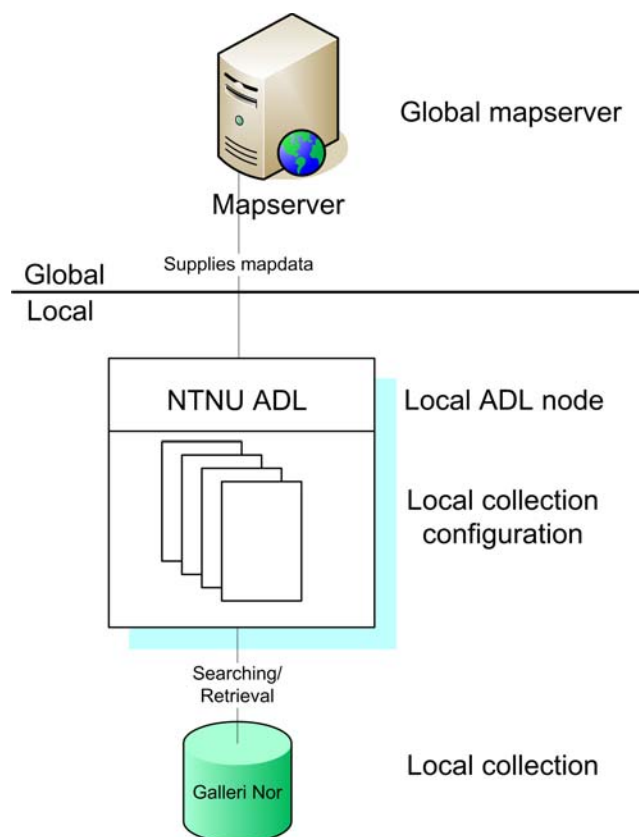 Global mapserver
Mapserver
Supplies mapdata
Global
Local
NTNU ADL
Local ADL node
Local collection
configuration
Searching/
Retrieval
Galleri Nor
Local collection